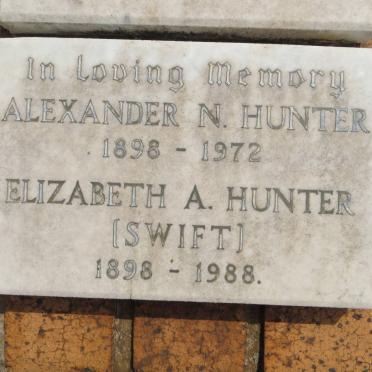 In Loving Memory
ALEXANDER N. HUNTER
1898 - 1972
ELIZABETH A. HUNTER
[SWIFT]
1898 - 1988.